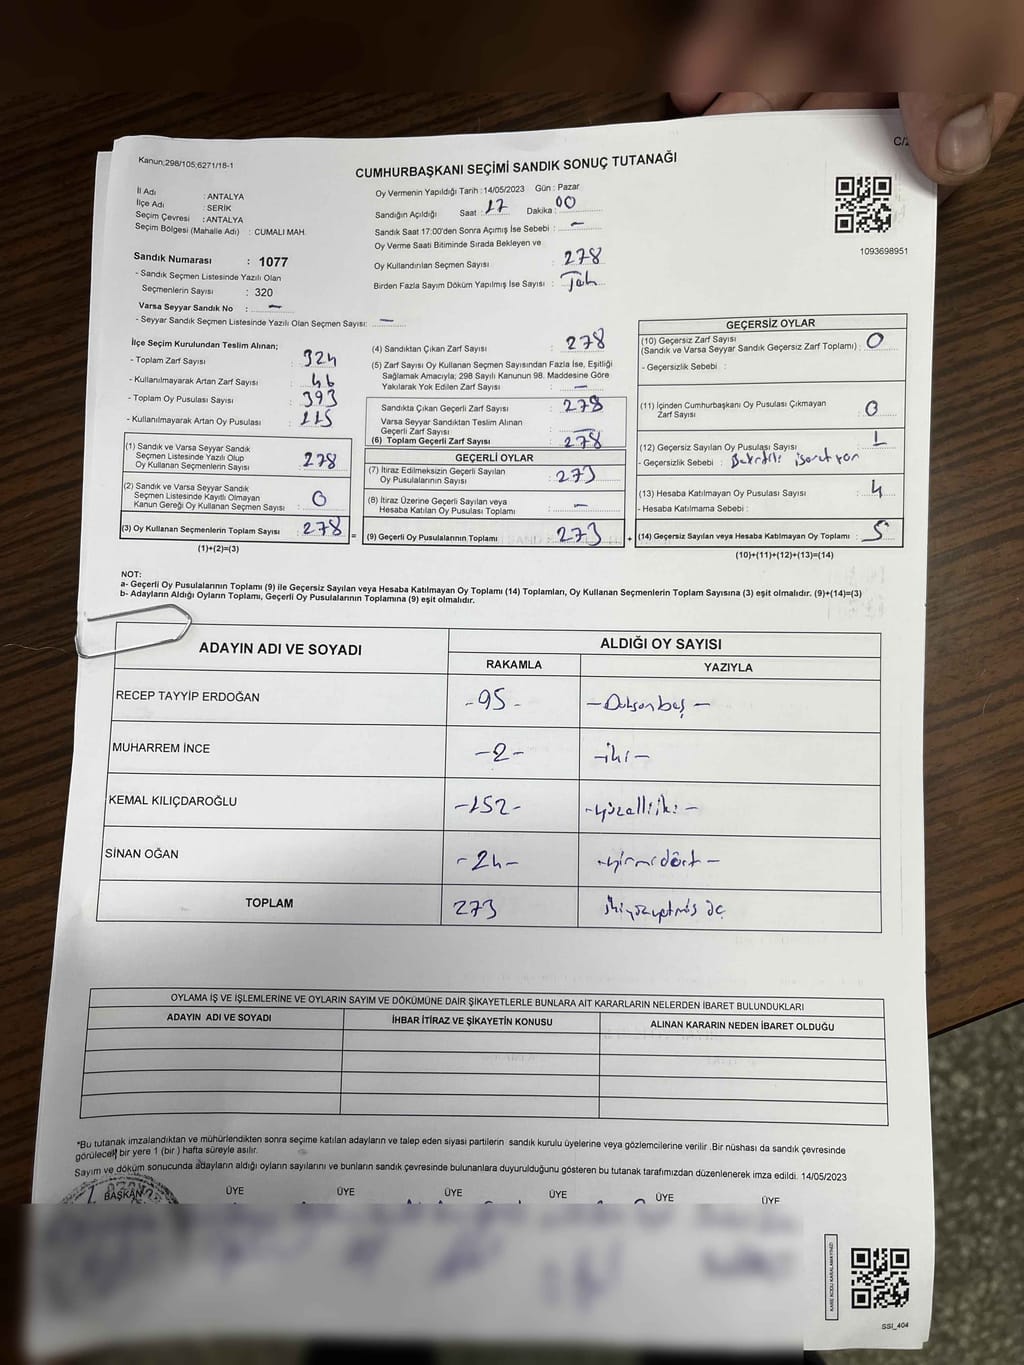 Kanun;298/105;6271/18-1
C/2
CUMHURBAŞKANI SEÇİMİ SANDIK SONUÇ TUTANAĞI
İl Adı : ANTALYA
İlçe Adı : SERİK
Seçim Çevresi : ANTALYA
Seçim Bölgesi (Mahalle Adı) : CUMALI MAH.
Sandık Numarası : 1077
- Sandık Seçmen Listesinde Yazılı Olan
Seçmenlerin Sayısı : 320
Varsa Seyyar Sandık No : —
- Seyyar Sandık Seçmen Listesinde Yazılı Olan Seçmen Sayısı: —
Oy Vermenin Yapıldığı Tarih : 14/05/2023 Gün : Pazar
Sandığın Açıldığı Saat : 17 Dakika : 00
Sandık Saat 17:00'den Sonra Açımış İse Sebebi : —
Oy Verme Saati Bitiminde Sırada Bekleyen ve
Oy Kullandırılan Seçmen Sayısı : 278
Birden Fazla Sayım Döküm Yapılmış İse Sayısı :
1093698951
İlçe Seçim Kurulundan Teslim Alınan;
- Toplam Zarf Sayısı : 324
- Kullanılmayarak Artan Zarf Sayısı : 46
- Toplam Oy Pusulası Sayısı : 393
- Kullanılmayarak Artan Oy Pusulası : 115
(1) Sandık ve Varsa Seyyar Sandık
Seçmen Listesinde Yazılı Olup
Oy Kullanan Seçmenlerin Sayısı 278
(2) Sandık ve Varsa Seyyar Sandık
Seçmen Listesinde Kayıtlı Olmayan
Kanun Gereği Oy Kullanan Seçmen Sayısı : 0
(3) Oy Kullanan Seçmenlerin Toplam Sayısı : 278 =
(1)+(2)=(3)
(4) Sandıktan Çıkan Zarf Sayısı : 278
(5) Zarf Sayısı Oy Kullanan Seçmen Sayısından Fazla İse, Eşitliği
Sağlamak Amacıyla; 298 Sayılı Kanunun 98. Maddesine Göre
Yakılarak Yok Edilen Zarf Sayısı : —
Sandıkta Çıkan Geçerli Zarf Sayısı : 278
Varsa Seyyar Sandıktan Teslim Alınan
Geçerli Zarf Sayısı : —
(6) Toplam Geçerli Zarf Sayısı : 278
GEÇERLİ OYLAR
(7) İtiraz Edilmeksizin Geçerli Sayılan
Oy Pusulasının Sayısı : 273
(8) İtiraz Üzerine Geçerli Sayılan veya
Hesaba Katılan Oy Pusulası Toplamı : —
(9) Geçerli Oy Pusulalarının Toplamı : 273 +
GEÇERSİZ OYLAR
(10) Geçersiz Zarf Sayısı
(Sandık ve Varsa Seyyar Sandık Geçersiz Zarf Toplamı) : 0
- Geçersizlik Sebebi :
(11) İçinden Cumhurbaşkanı Oy Pusulası Çıkmayan
Zarf Sayısı : 0
(12) Geçersiz Sayılan Oy Pusulası Sayısı : 1
- Geçersizlik Sebebi :
(13) Hesaba Katılmayan Oy Pusulası Sayısı : 4
- Hesaba Katılmama Sebebi :
(14) Geçersiz Sayılan veya Hesaba Katılmayan Oy Toplamı : 5
(10)+(11)+(12)+(13)=(14)
NOT:
a- Geçerli Oy Pusulalarının Toplamı (9) ile Geçersiz Sayılan veya Hesaba Katılmayan Oy Toplamı (14) Toplamları, Oy Kullanan Seçmenlerin Toplam Sayısına (3) eşit olmalıdır. (9)+(14)=(3)
b- Adayların Aldığı Oyların Toplamı, Geçerli Oy Pusulalarının Toplamına (9) eşit olmalıdır.
ADAYIN ADI VE SOYADI ALDIĞI OY SAYISI
RAKAMLA YAZIYLA
RECEP TAYYİP ERDOĞAN -95- -Doksanbeş-
MUHARREM İNCE -2- -iki-
KEMAL KILIÇDAROĞLU -152- -yüzelliiki-
SİNAN OĞAN -24- -yirmidört-
TOPLAM 273 ikiyüzyetmiş üç
OYLAMA İŞ VE İŞLEMLERİNE VE OYLARIN SAYIM VE DÖKÜMÜNE DAİR ŞİKAYETLERLE BUNLARA AİT KARARLARIN NELERDEN İBARET BULUNDUKLARI
ADAYIN ADI VE SOYADI İHBAR İTİRAZ VE ŞİKAYETİN KONUSU ALINAN KARARIN NEDEN İBARET OLDUĞU
*Bu tutanak imzalandıktan ve mühürlendikten sonra seçime katılan adayların ve talep eden siyasi partilerin sandık kurulu üyelerine veya gözlemcilerine verilir .Bir nüshası da sandık çevresinde
görülecek bir yere 1 (bir ) hafta süreyle asılır.
Sayım ve döküm sonucunda adayların aldığı oyların sayılarını ve bunların sandık çevresinde bulunanlara duyurulduğunu gösteren bu tutanak tarafımızdan düzenlenerek imza edildi. 14/05/2023
BAŞKAN ÜYE ÜYE ÜYE ÜYE ÜYE ÜYE
KARE KODU KARALAMAYINIZ!
SSI_404